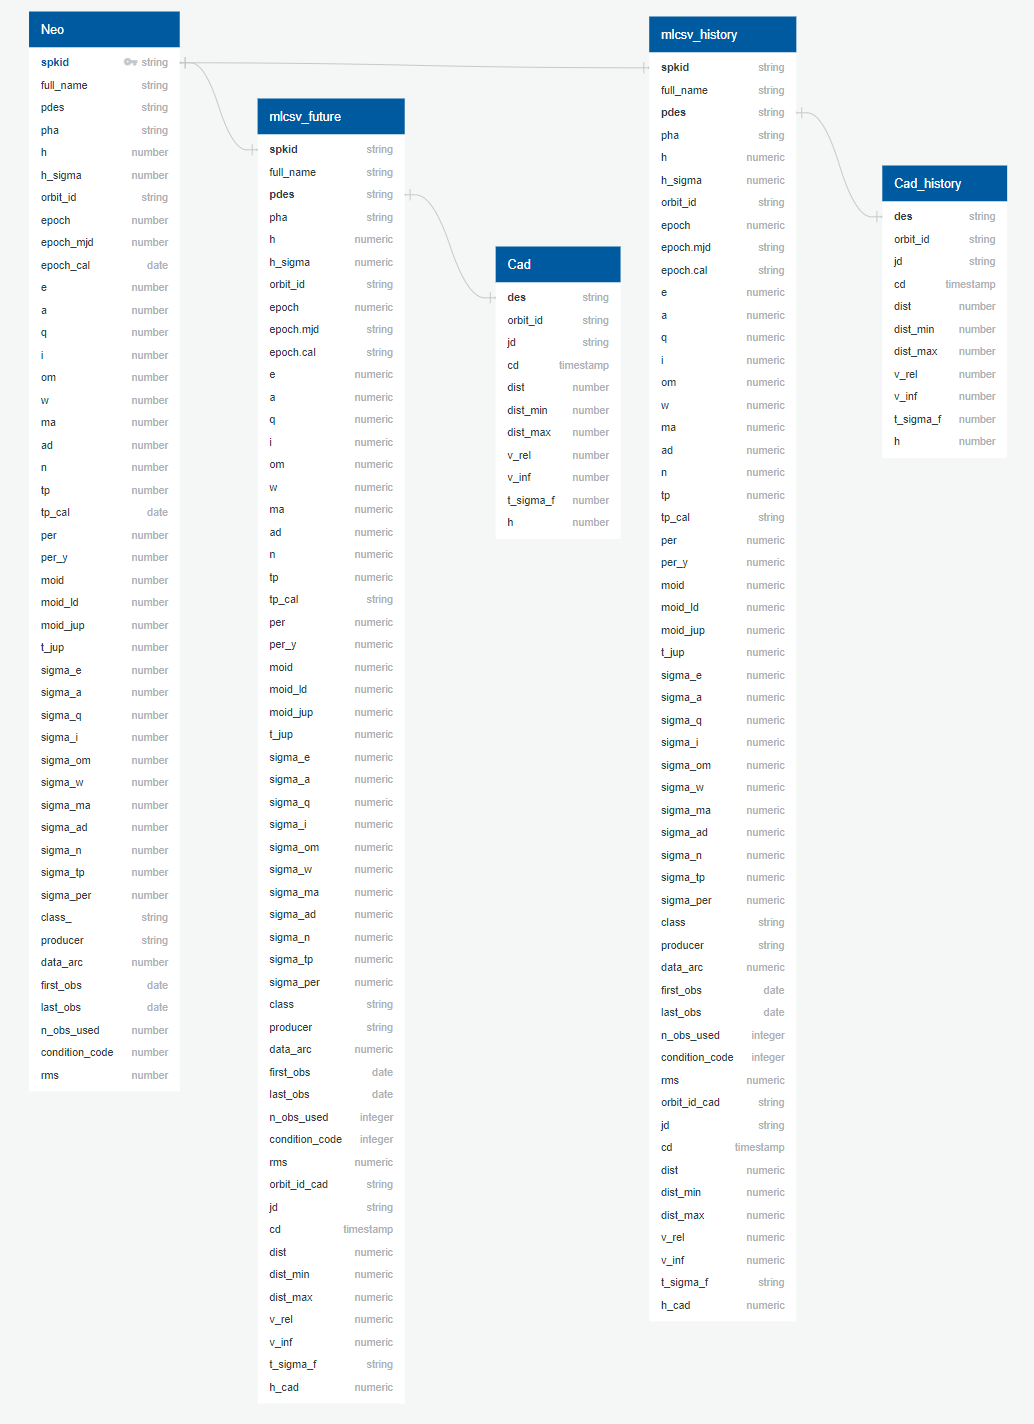 Neo
spkid string
full_name string
pdes string
pha string
h number
h_sigma number
orbit_id string
epoch number
epoch_mjd number
epoch_cal date
e number
a number
q number
i number
om number
w number
ma number
ad number
n number
tp number
tp_cal date
per number
per_y number
moid number
moid_ld number
moid_jup number
t_jup number
sigma_e number
sigma_a number
sigma_q number
sigma_i number
sigma_om number
sigma_w number
sigma_ma number
sigma_ad number
sigma_n number
sigma_tp number
sigma_per number
class_ string
producer string
data_arc number
first_obs date
last_obs date
n_obs_used number
condition_code number
rms number
mlcsv_future
spkid string
full_name string
pdes string
pha string
h numeric
h_sigma numeric
orbit_id string
epoch numeric
epoch.mjd string
epoch.cal string
e numeric
a numeric
q numeric
i numeric
om numeric
w numeric
ma numeric
ad numeric
n numeric
tp numeric
tp_cal string
per numeric
per_y numeric
moid numeric
moid_ld numeric
moid_jup numeric
t_jup numeric
sigma_e numeric
sigma_a numeric
sigma_q numeric
sigma_i numeric
sigma_om numeric
sigma_w numeric
sigma_ma numeric
sigma_ad numeric
sigma_n numeric
sigma_tp numeric
sigma_per numeric
class string
producer string
data_arc numeric
first_obs date
last_obs date
n_obs_used integer
condition_code integer
rms numeric
orbit_id_cad string
jd string
cd timestamp
dist numeric
dist_min numeric
dist_max numeric
v_rel numeric
v_inf numeric
t_sigma_f string
h_cad numeric
Cad
des string
orbit_id string
jd string
cd timestamp
dist number
dist_min number
dist_max number
v_rel number
v_inf number
t_sigma_f number
h number
mlcsv_history
spkid string
full_name string
pdes string
pha string
h numeric
h_sigma numeric
orbit_id string
epoch numeric
epoch.mjd string
epoch.cal string
e numeric
a numeric
q numeric
i numeric
om numeric
w numeric
ma numeric
ad numeric
n numeric
tp numeric
tp_cal string
per numeric
per_y numeric
moid numeric
moid_ld numeric
moid_jup numeric
t_jup numeric
sigma_e numeric
sigma_a numeric
sigma_q numeric
sigma_i numeric
sigma_om numeric
sigma_w numeric
sigma_ma numeric
sigma_ad numeric
sigma_n numeric
sigma_tp numeric
sigma_per numeric
class string
producer string
data_arc numeric
first_obs date
last_obs date
n_obs_used integer
condition_code integer
rms numeric
orbit_id_cad string
jd string
cd timestamp
dist numeric
dist_min numeric
dist_max numeric
v_rel numeric
v_inf numeric
t_sigma_f string
h_cad numeric
Cad_history
des string
orbit_id string
jd string
cd timestamp
dist number
dist_min number
dist_max number
v_rel number
v_inf number
t_sigma_f number
h number